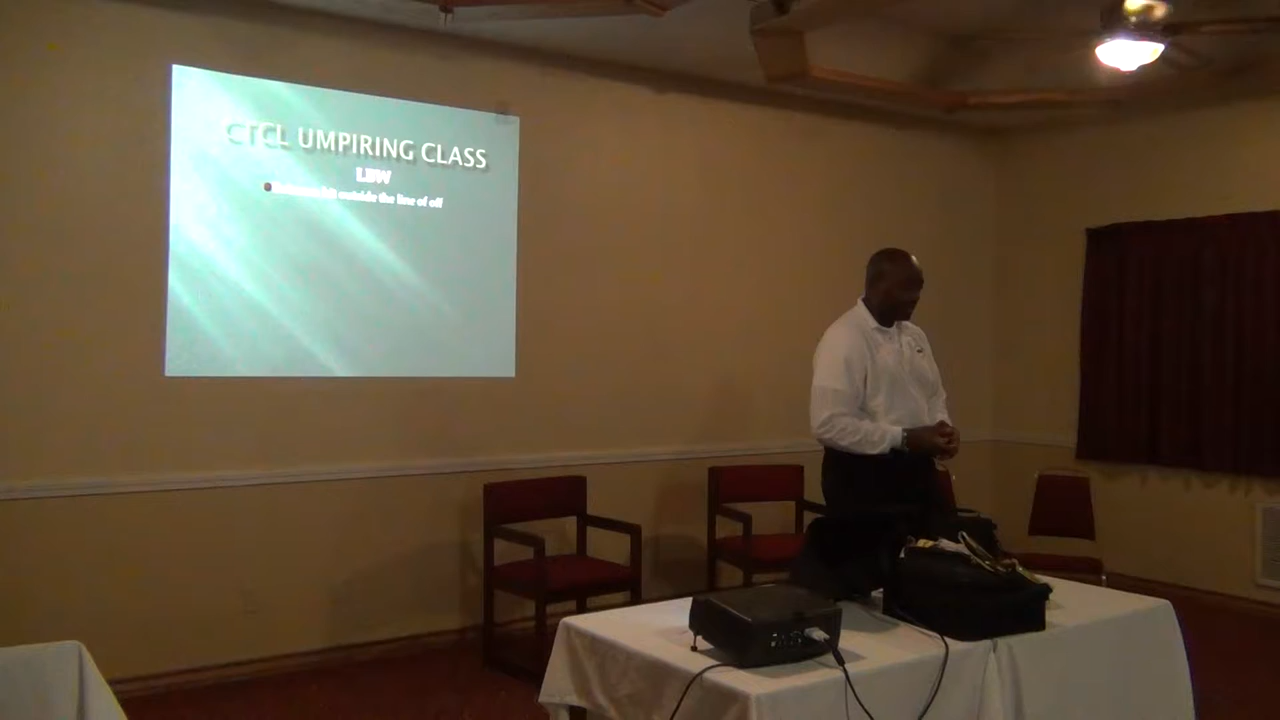 CTCL UMPIRING CLASS
LBW
outside the line of off